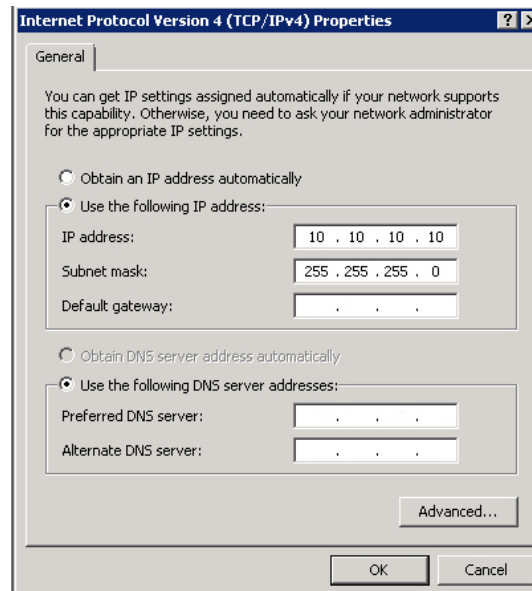 Internet Protocol Version 4 (TCP/IPv4) Properties
General
You can get IP settings assigned automatically if your network supports
this capability. Otherwise, you need to ask your network administrator
for the appropriate IP settings.
Obtain an IP address automatically
Use the following IP address:
IP address: 10 . 10 . 10 . 10
Subnet mask: 255 . 255 . 255 . 0
Default gateway: . . .
Obtain DNS server address automatically
Use the following DNS server addresses:
Preferred DNS server: . . .
Alternate DNS server: . . .
Advanced...
OK Cancel